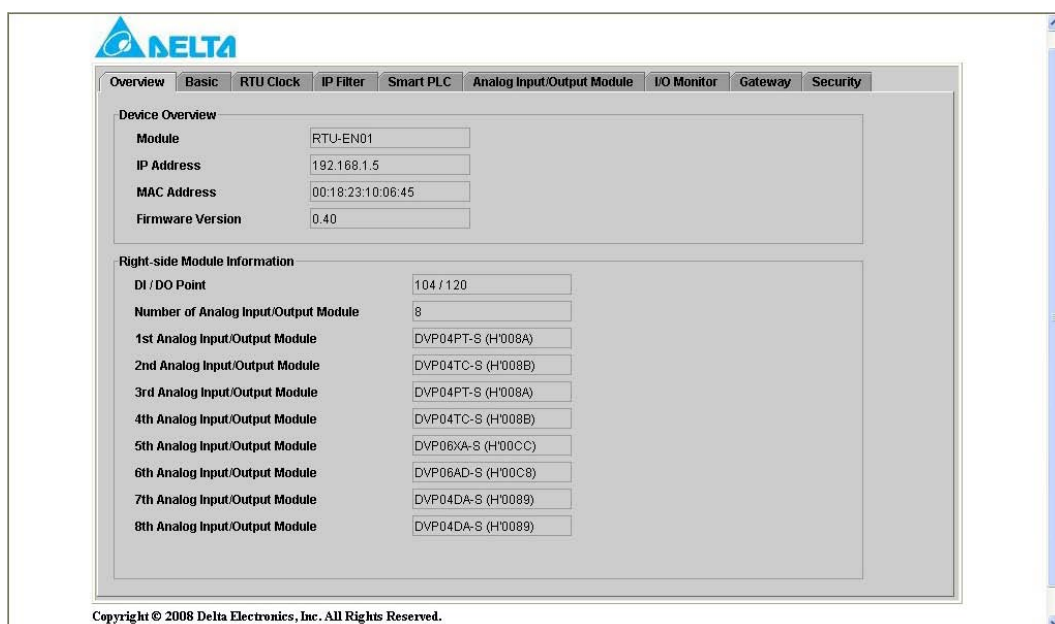 DELTA
Overview Basic RTU Clock IP Filter Smart PLC Analog Input/Output Module I/O Monitor Gateway Security
Device Overview
Module RTU-EN01
IP Address 192.168.1.5
MAC Address 00:18:23:10:06:45
Firmware Version 0.40
Right-side Module Information
DI / DO Point 104 / 120
Number of Analog Input/Output Module 8
1st Analog Input/Output Module DVP04PT-S (H'008A)
2nd Analog Input/Output Module DVP04TC-S (H'008B)
3rd Analog Input/Output Module DVP04PT-S (H'008A)
4th Analog Input/Output Module DVP04TC-S (H'008B)
5th Analog Input/Output Module DVP06XA-S (H'00CC)
6th Analog Input/Output Module DVP06AD-S (H'00C8)
7th Analog Input/Output Module DVP04DA-S (H'0089)
8th Analog Input/Output Module DVP04DA-S (H'0089)
Copyright © 2008 Delta Electronics, Inc. All Rights Reserved.